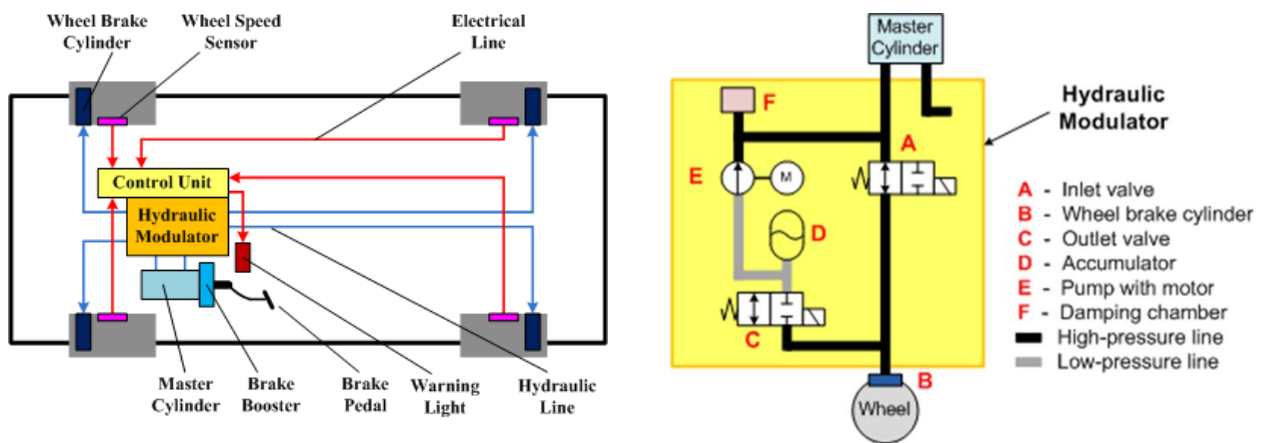 Wheel Brake
Cylinder
Wheel Speed
Sensor
Electrical
Line
Control Unit
Hydraulic
Modulator
Master
Cylinder
Brake
Booster
Brake
Pedal
Warning
Light
Hydraulic
Line
Master
Cylinder
F
Hydraulic
Modulator
A
E
M
D
C
B
Wheel
A - Inlet valve
B - Wheel brake cylinder
C - Outlet valve
D - Accumulator
E - Pump with motor
F - Damping chamber
High-pressure line
Low-pressure line